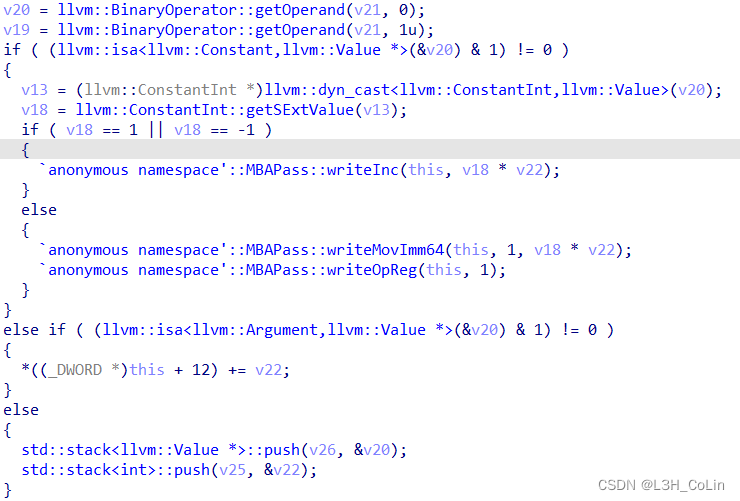 v20 = llvm::BinaryOperator::getOperand(v21, 0);
v19 = llvm::BinaryOperator::getOperand(v21, 1u);
if ( (llvm::isa<llvm::Constant,llvm::Value *>(&v20) & 1) != 0 )
{
  v13 = (llvm::ConstantInt *)llvm::dyn_cast<llvm::ConstantInt,llvm::Value>(v20);
  v18 = llvm::ConstantInt::getSExtValue(v13);
  if ( v18 == 1 || v18 == -1 )
  {
    `anonymous namespace'::MBAPass::writeInc(this, v18 * v22);
  }
  else
  {
    `anonymous namespace'::MBAPass::writeMovImm64(this, 1, v18 * v22);
    `anonymous namespace'::MBAPass::writeOpReg(this, 1);
  }
}
else if ( (llvm::isa<llvm::Argument,llvm::Value *>(&v20) & 1) != 0 )
{
  *((_DWORD *)this + 12) += v22;
}
else
{
  std::stack<llvm::Value *>::push(v26, &v20);
  std::stack<int>::push(v25, &v22);
}
CSDN @L3H_CoLin